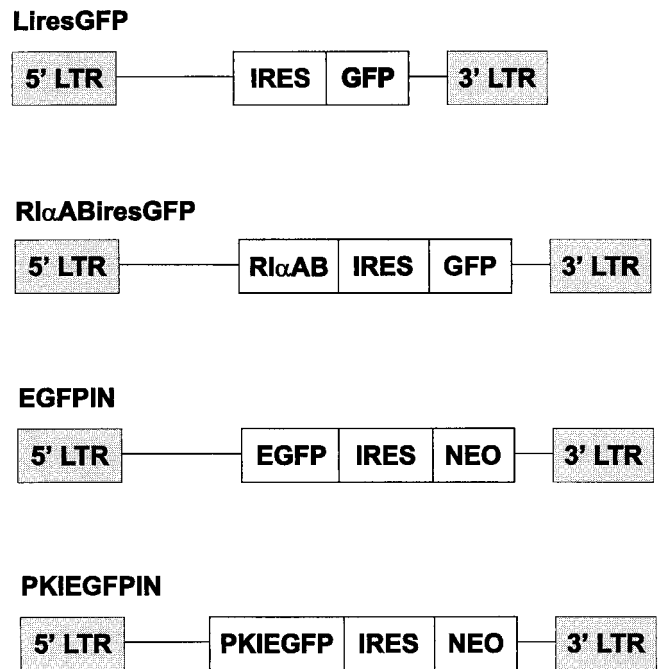 LiresGFP
5’ LTR IRES GFP 3’ LTR
RIαABiresGFP
5’ LTR RIαAB IRES GFP 3’ LTR
EGFPIN
5’ LTR EGFP IRES NEO 3’ LTR
PKIEGFPIN
5’ LTR PKIEGFP IRES NEO 3’ LTR